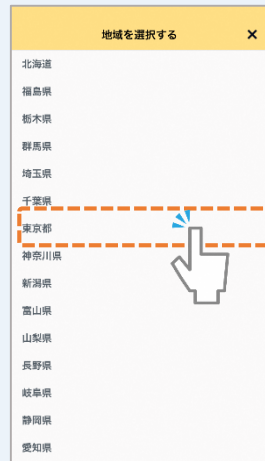 地域を選択する ×
北海道
福島県
栃木県
群馬県
埼玉県
千葉県
東京都
神奈川県
新潟県
富山県
山梨県
長野県
岐阜県
静岡県
愛知県